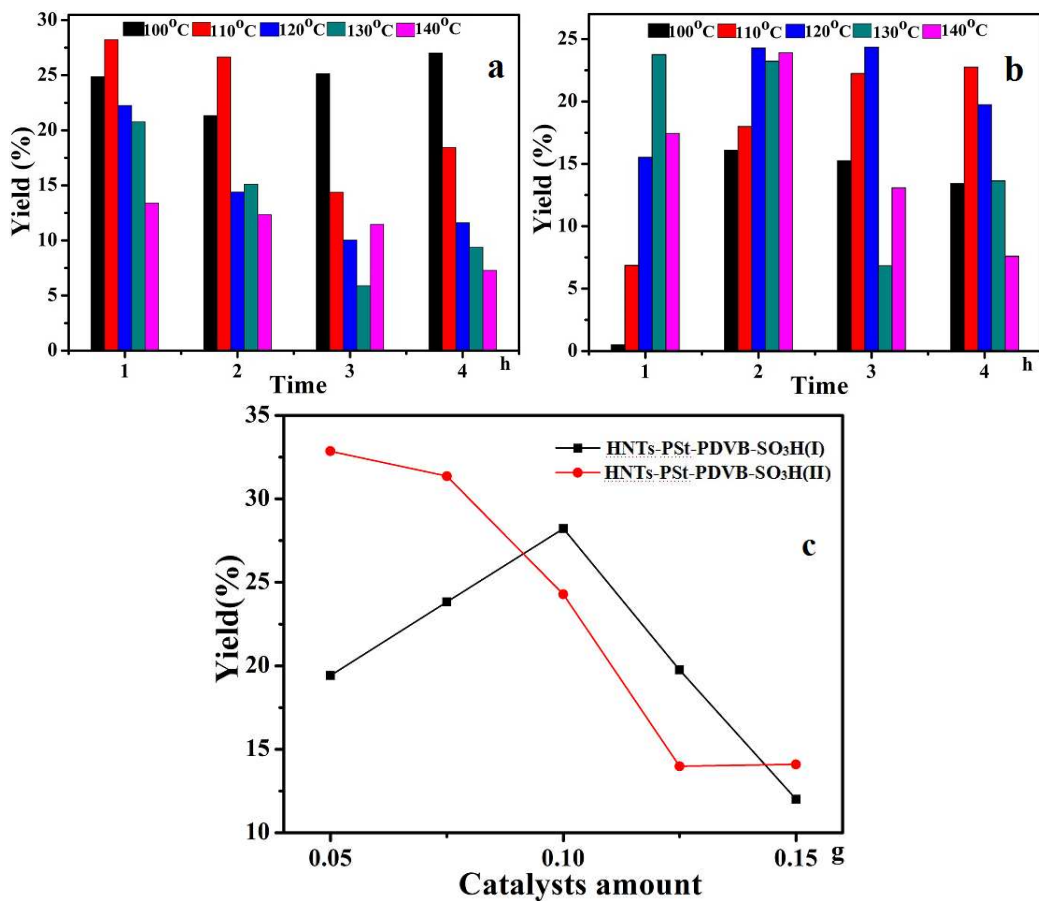 100°C 110°C 120°C 130°C 140°C
a
Yield (%)
30
25
20
15
10
5
0
1 2 3 4 h
Time
100°C 110°C 120°C 130°C 140°C
b
Yield (%)
25
20
15
10
5
0
1 2 3 4 h
Time
HNTs-PSt-PDVB-SO₃H(I)
HNTs-PSt-PDVB-SO₃H(II)
c
Yield(%)
35
30
25
20
15
10
0.05 0.10 0.15 g
Catalysts amount